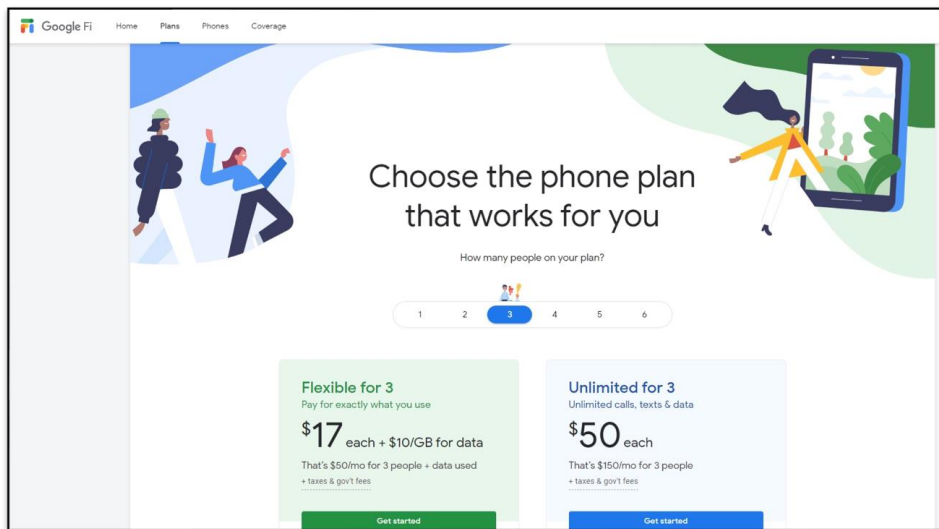 Google Fi
Home Plans Phones Coverage
Choose the phone plan
that works for you
How many people on your plan?
1 2 3 4 5 6
Flexible for 3
Pay for exactly what you use
$17 each + $10/GB for data
That's $50/mo for 3 people + data used
+ taxes & gov't fees
Get started
Unlimited for 3
Unlimited calls, texts & data
$50 each
That's $150/mo for 3 people
+ taxes & gov't fees
Get started